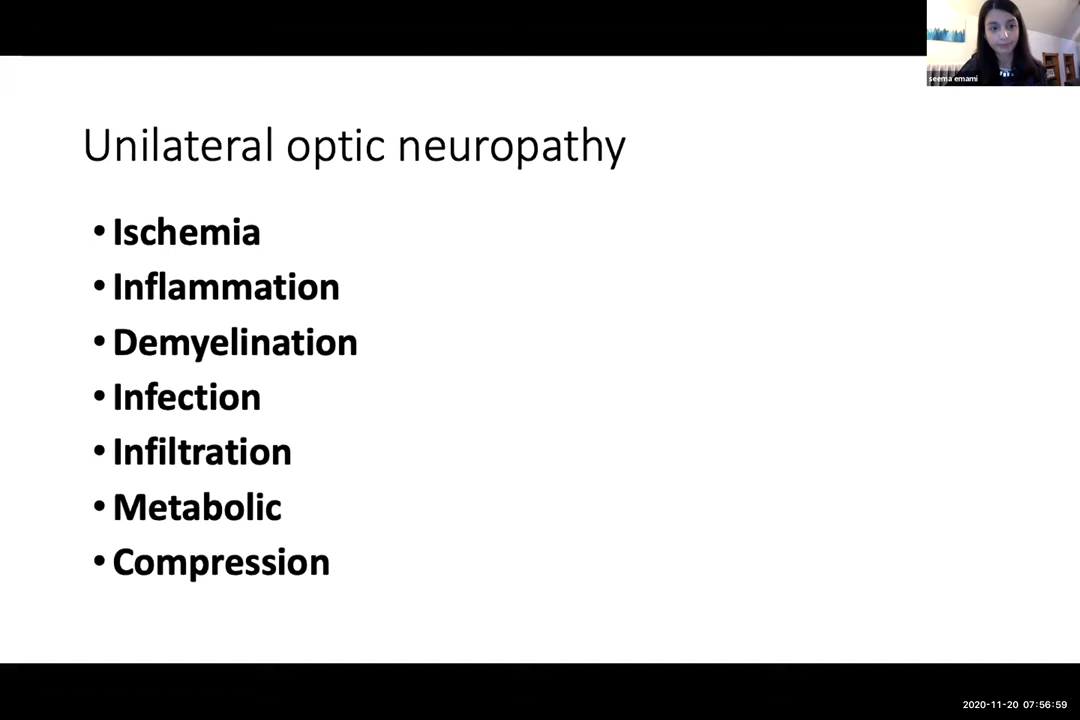 seema emami
Unilateral optic neuropathy
• Ischemia
• Inflammation
• Demyelination
• Infection
• Infiltration
• Metabolic
• Compression
2020-11-20 07:56:59